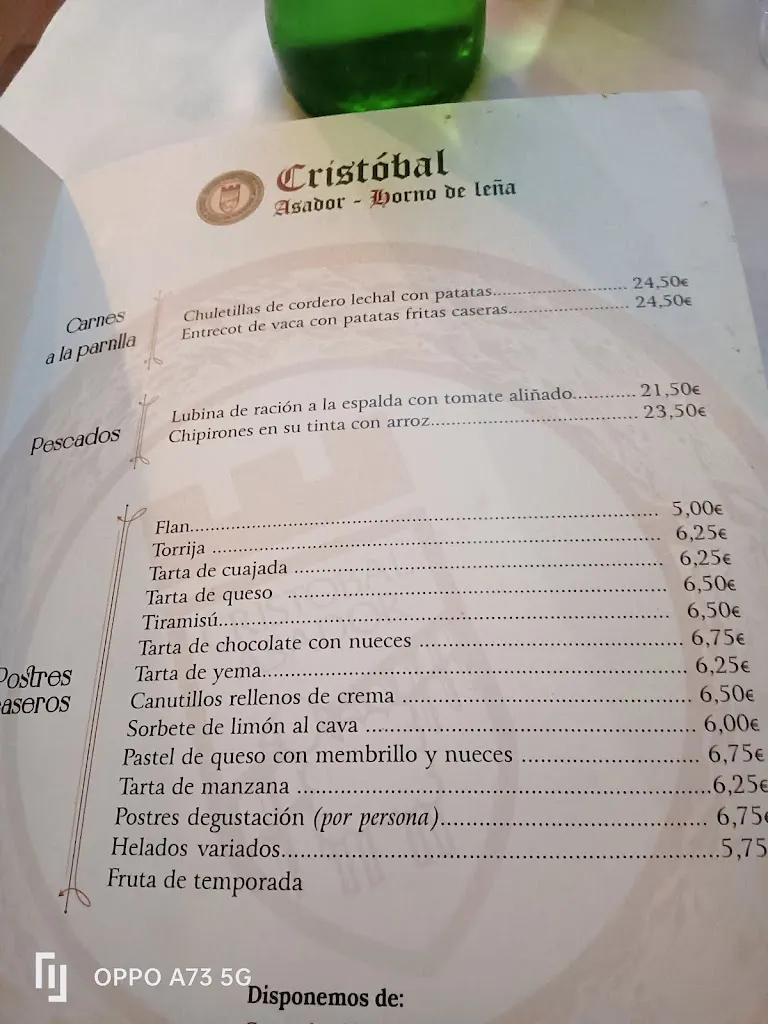 Cristóbal
Asador - Horno de leña
Carnes
a la parrilla
Chuletillas de cordero lechal con patatas 24,50€
Entrecot de vaca con patatas fritas caseras 24,50€
Pescados
Lubina de ración a la espalda con tomate aliñado 21,50€
Chipirones en su tinta con arroz 23,50€
Postres
caseros
Flan 5,00€
Torrija 6,25€
Tarta de cuajada 6,25€
Tarta de queso 6,50€
Tiramisú 6,50€
Tarta de chocolate con nueces 6,75€
Tarta de yema 6,25€
Canutillos rellenos de crema 6,50€
Sorbete de limón al cava 6,00€
Pastel de queso con membrillo y nueces 6,75€
Tarta de manzana 6,25€
Postres degustación (por persona) 6,75€
Helados variados 5,75
Fruta de temporada
Disponemos de:
OPPO A73 5G